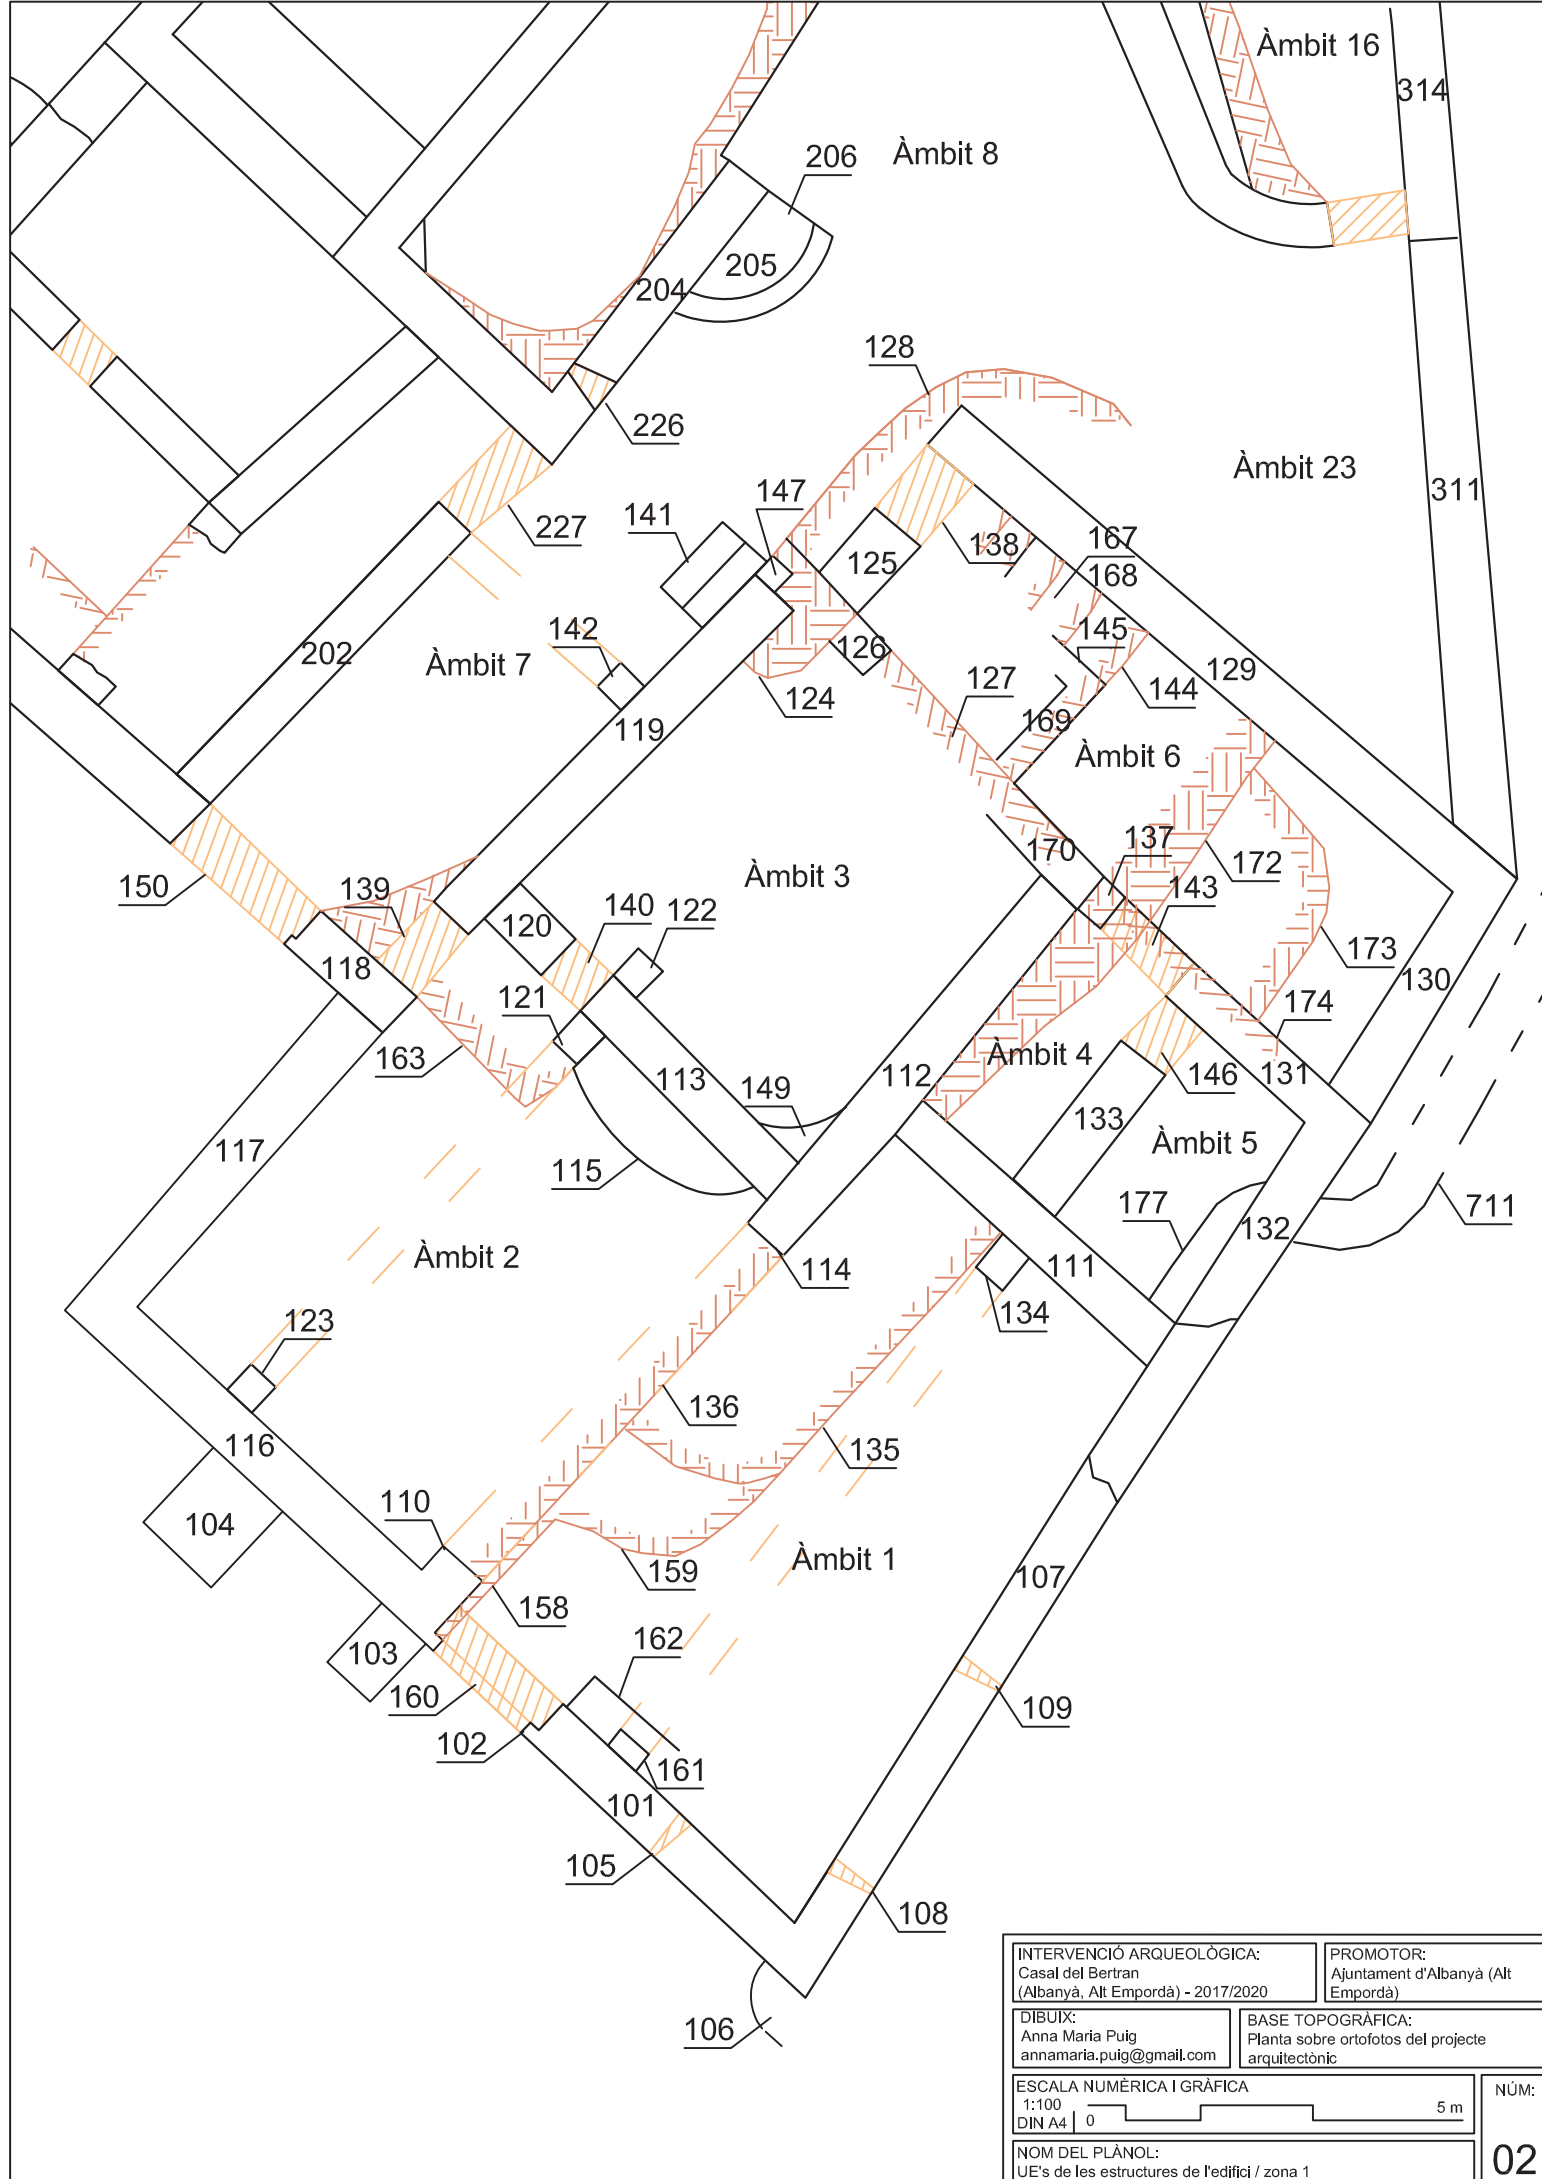 Àmbit 16
314
206
Àmbit 8
205
204
128
226
Àmbit 23
311
147
141
227
138
167
125
168
142
145
126
202
Àmbit 7
129
127
144
124
119
169
Àmbit 6
137
170
172
150
139
Àmbit 3
143
140
122
120
173
118
130
121
174
163
Àmbit 4
113
112
146
131
149
133
117
Àmbit 5
115
177
711
132
Àmbit 2
114
111
134
123
136
116
135
110
104
Àmbit 1
159
107
158
103
162
160
109
102
161
101
105
108
106
INTERVENCIÓ ARQUEOLÒGICA:
Casal del Bertran
(Albanyà, Alt Empordà) - 2017/2020
PROMOTOR:
Ajuntament d'Albanyà (Alt
Empordà)
DIBUIX:
Anna Maria Puig
annamaria.puig@gmail.com
BASE TOPOGRÀFICA:
Planta sobre ortofotos del projecte
arquitectònic
ESCALA NUMÈRICA I GRÀFICA
1:100
DIN A4
0
5 m
NÚM:
02
NOM DEL PLÀNOL:
UE's de les estructures de l'edifici / zona 1